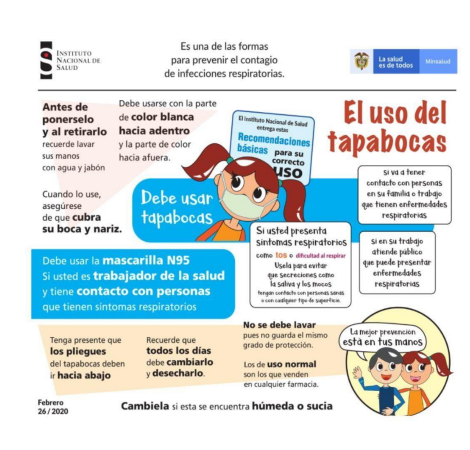 INSTITUTO
NACIONAL DE
SALUD
Es una de las formas
para prevenir el contagio
de infecciones respiratorias.
La salud
es de todos
Minsalud
Antes de
ponerselo
y al retirarlo
recuerde lavar
sus manos
con agua y jabón
Debe usarse con la parte
de color blanca
hacia adentro
y la parte de color
hacia afuera.
El Instituto Nacional de Salud
entrega estas
Recomendaciones
básicas para su
correcto
uso
El uso del
tapabocas
Cuando lo use,
asegúrese
de que cubra
su boca y nariz.
Debe usar
tapabocas
Si va a tener
contacto con personas
en su familia o trabajo
que tienen enfermedades
respiratorias
Si usted presenta
síntomas respiratorios
como tos o dificultad al respirar
Úsela para evitar
que secreciones como
la saliva y los mocos
tengan contacto con personas sanas
o con cualquier tipo de superficie.
si en su trabajo
atiende público
que puede presentar
enfermedades
respiratorias
Debe usar la mascarilla N95
Si usted es trabajador de la salud
y tiene contacto con personas
que tienen síntomas respiratorios
Tenga presente que
los pliegues
del tapabocas deben
ir hacia abajo
Recuerde que
todos los días
debe cambiarlo
y desecharlo.
No se debe lavar
pues no guarda el mismo
grado de protección.
Los de uso normal
son los que venden
en cualquier farmacia.
La mejor prevención
está en tus manos
Febrero
26 / 2020
Cambiela si esta se encuentra húmeda o sucia